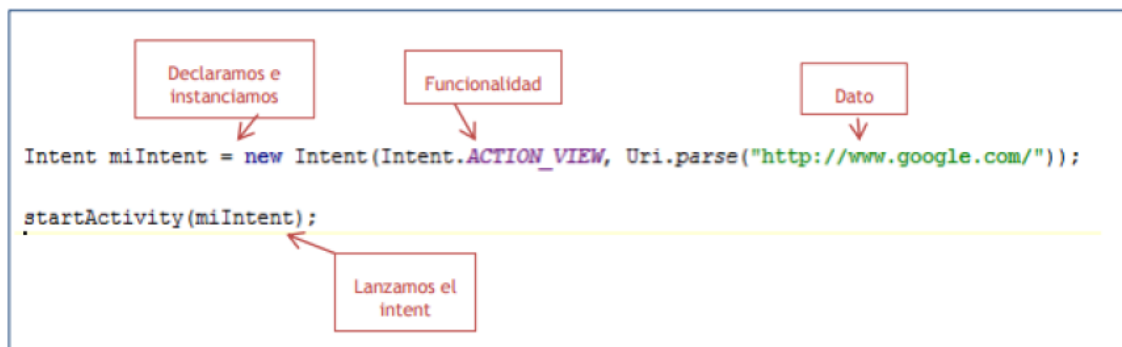 Declaramos e
instanciamos
Funcionalidad
Dato
Intent miIntent = new Intent(Intent.ACTION_VIEW, Uri.parse("http://www.google.com/"));
startActivity(miIntent);
Lanzamos el
intent